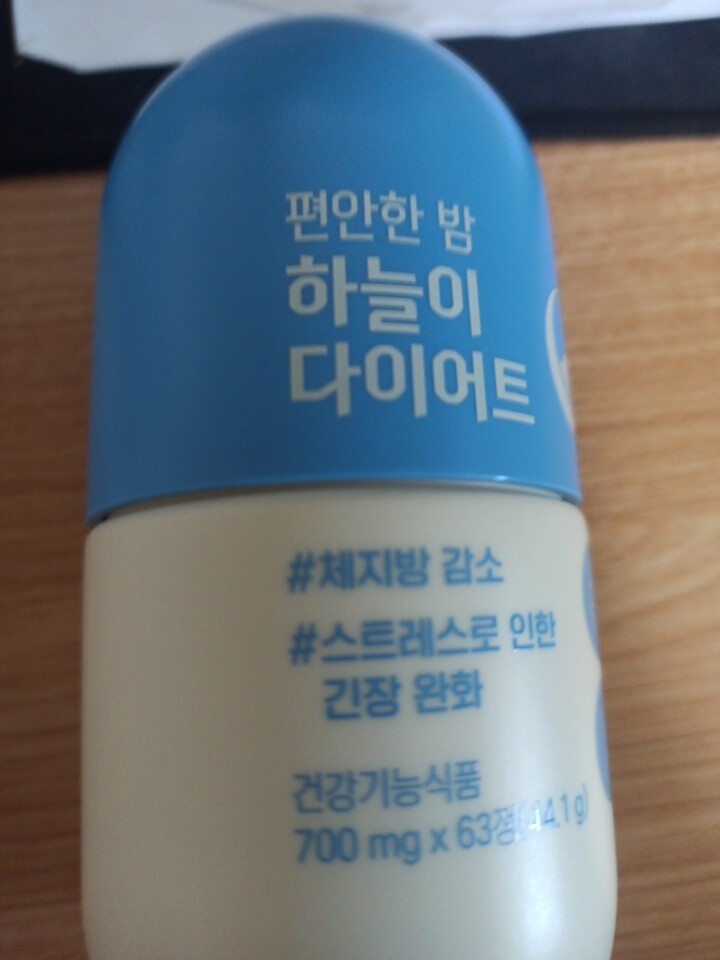 편안한 밤
하늘이
다이어트
#체지방 감소
#스트레스로 인한
긴장 완화
건강기능식품
700 mg x 63정(44.1 g)